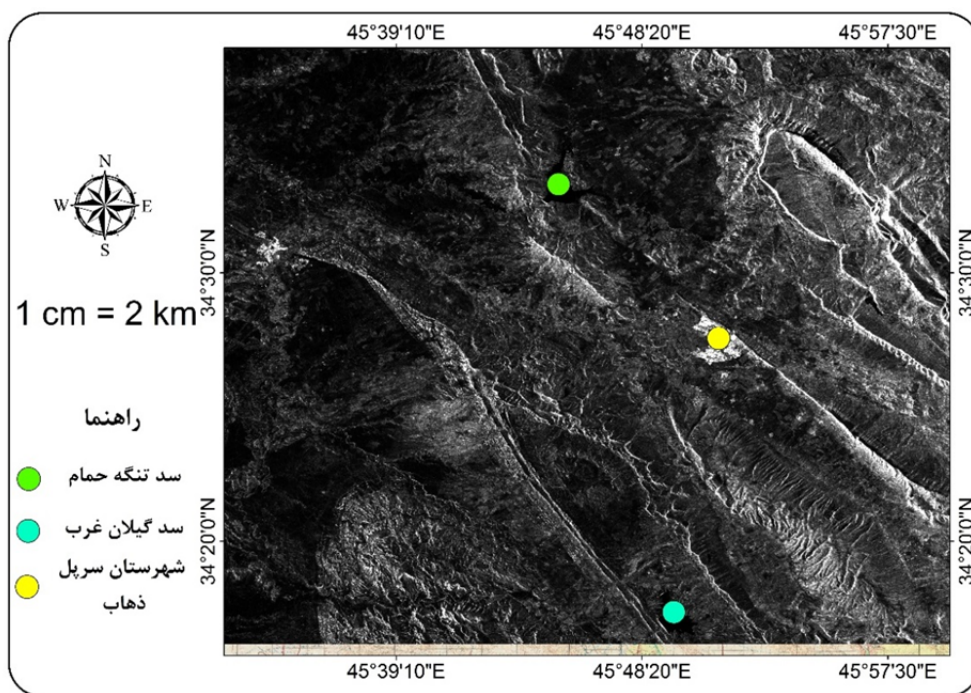 45°39'10"E 45°48'20"E 45°57'30"E
N
W E
S
34°30'0"N 34°30'0"N
1 cm = 2 km
راهنما
سد تنگه حمام
سد گیلان غرب
شهرستان سرپل
ذهاب
34°20'0"N 34°20'0"N
45°39'10"E 45°48'20"E 45°57'30"E